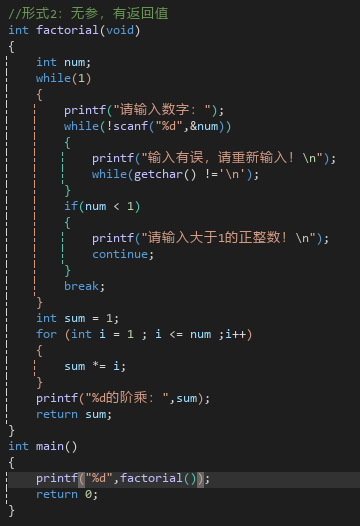 //形式2：无参，有返回值
int factorial(void)
{
    int num;
    while(1)
    {
        printf("请输入数字：");
        while(!scanf("%d",&num))
        {
            printf("输入有误，请重新输入！\n");
            while(getchar() !='\n');
        }
        if(num < 1)
        {
            printf("请输入大于1的正整数！\n");
            continue;
        }
        break;
    }
    int sum = 1;
    for (int i = 1 ; i <= num ;i++)
    {
        sum *= i;
    }
    printf("%d的阶乘：",sum);
    return sum;
}
int main()
{
    printf("%d",factorial());
    return 0;
}